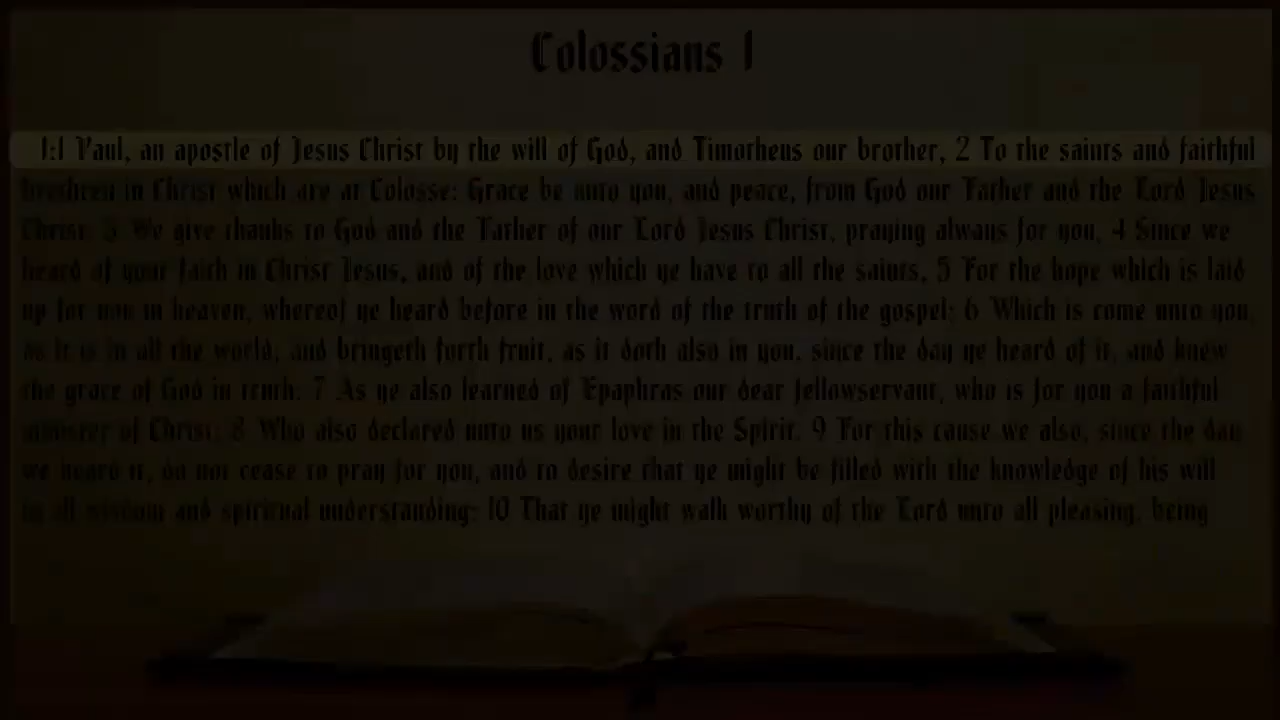 Colossians 1
1:1 Paul, an apostle of Jesus Christ by the will of God, and Timotheus our brother, 2 To the saints and faithful
brethren in Christ which are at Colosse: Grace be unto you, and peace, from God our Father and the Lord Jesus
Christ. 3 We give thanks to God and the Father of our Lord Jesus Christ, praying always for you, 4 Since we
heard of your faith in Christ Jesus, and of the love which ye have to all the saints, 5 For the hope which is laid
up for you in heaven, whereof ye heard before in the word of the truth of the gospel; 6 Which is come unto you,
as it is in all the world; and bringeth forth fruit, as it doth also in you, since the day ye heard of it, and knew
the grace of God in truth: 7 As ye also learned of Epaphras our dear fellowservant, who is for you a faithful
minister of Christ; 8 Who also declared unto us your love in the Spirit. 9 For this cause we also, since the day
we heard it, do not cease to pray for you, and to desire that ye might be filled with the knowledge of his will
in all wisdom and spiritual understanding; 10 That ye might walk worthy of the Lord unto all pleasing, being